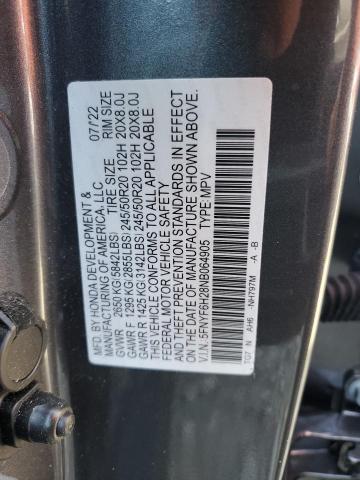 MFD. BY HONDA DEVELOPMENT & 07/22
MANUFACTURING OF AMERICA, LLC
GVWR 2650 KG(5842LBS) TIRE SIZE RIM SIZE
GAWR F 1295 KG(2855LBS) 245/50R20 102H 20X8.0J
GAWR R 1425 KG(3142LBS) 245/50R20 102H 20X8.0J
THIS VEHICLE CONFORMS TO ALL APPLICABLE
FEDERAL MOTOR VEHICLE SAFETY
AND THEFT PREVENTION STANDARDS IN EFFECT
ON THE DATE OF MANUFACTURE SHOWN ABOVE.
V.I.N. 5FNYF6H28NB064905 TYPE: MPV
TG7 N AH6 -NH797M -A -B